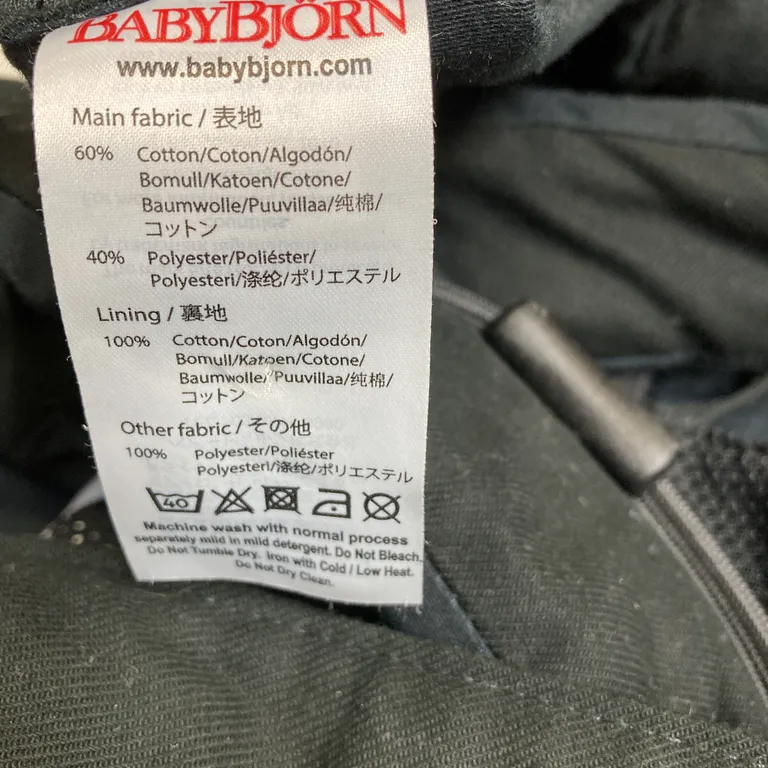 BABYBJÖRN
www.babybjorn.com
Main fabric / 表地
60% Cotton/Coton/Algodón/
Bomull/Katoen/Cotone/
Baumwolle/Puuvillaa/纯棉/
コットン
40% Polyester/Poliéster/
Polyesteri/涤纶/ポリエステル
Lining / 裏地
100% Cotton/Coton/Algodón/
Bomull/Katoen/Cotone/
Baumwolle/Puuvillaa/纯棉/
コットン
Other fabric / その他
100% Polyester/Poliéster
Polyesteri/涤纶/ポリエステル
40
Machine wash with normal process
separately mild in mild detergent. Do Not Bleach.
Do Not Tumble Dry. Iron with Cold / Low Heat.
Do Not Dry Clean.